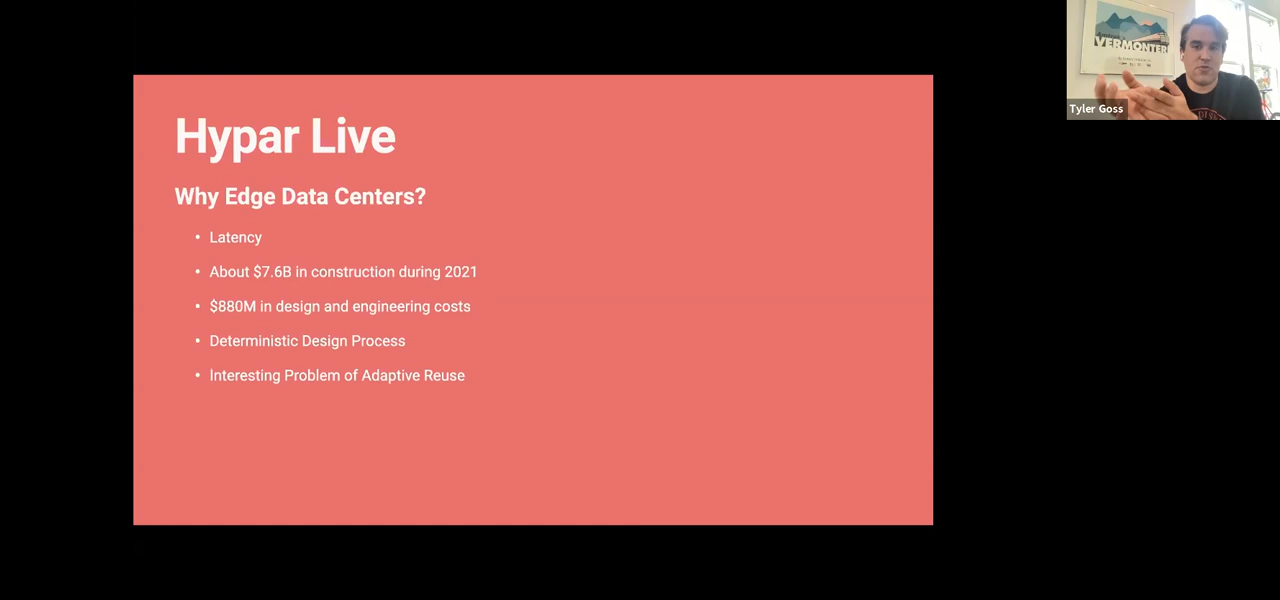 Hypar Live
Why Edge Data Centers?
• Latency
• About $7.6B in construction during 2021
• $880M in design and engineering costs
• Deterministic Design Process
• Interesting Problem of Adaptive Reuse
VERMONTER
Tyler Goss